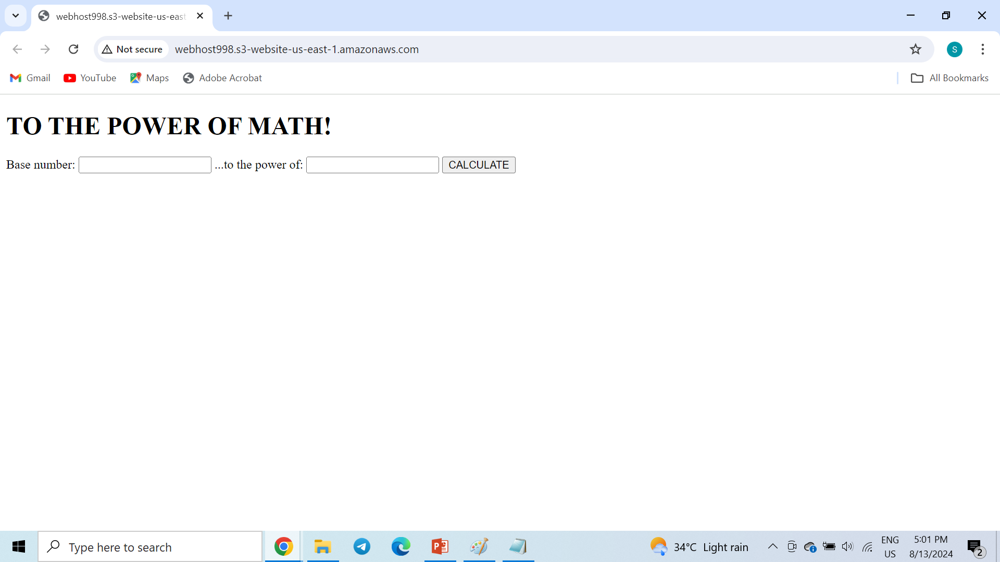 webhost998.s3-website-us-east
Not secure
webhost998.s3-website-us-east-1.amazonaws.com
S
Gmail
YouTube
Maps
Adobe Acrobat
All Bookmarks
TO THE POWER OF MATH!
Base number: ...to the power of: CALCULATE
Type here to search
34°C Light rain
ENG
US
5:01 PM
8/13/2024
2